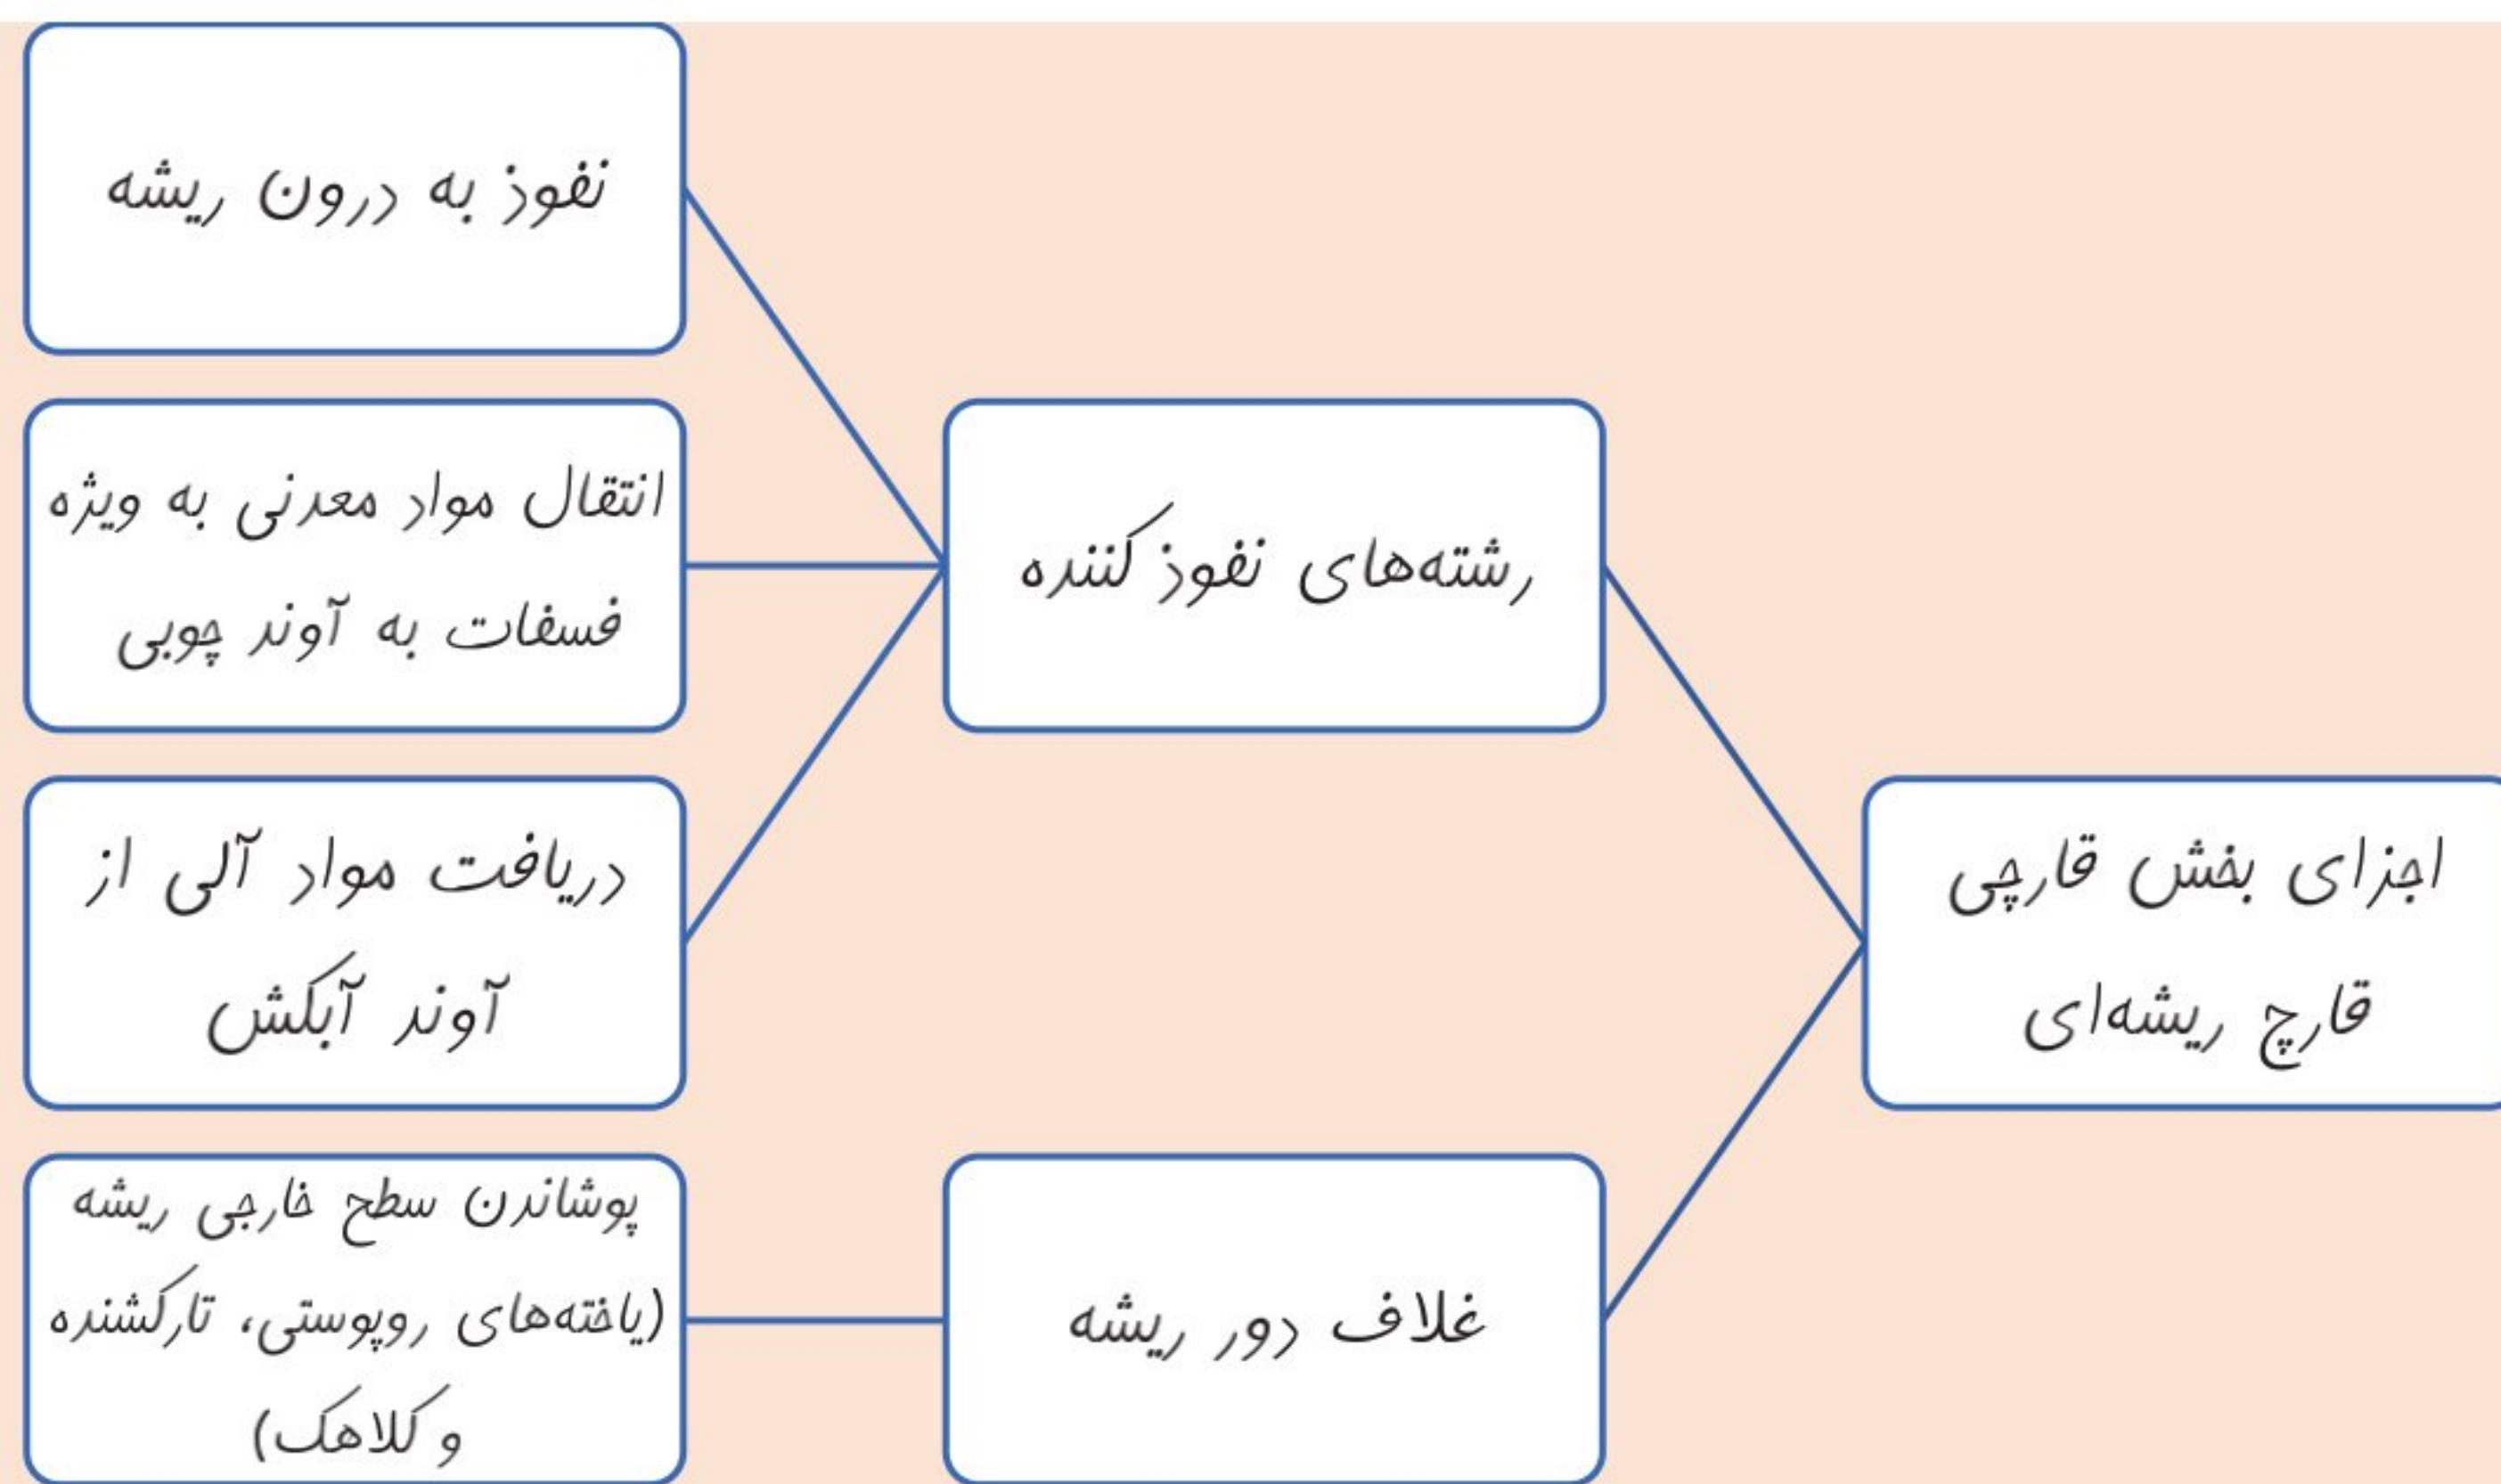 اجزای بخش قارچی
قارچ ریشه‌ای
رشته‌های نفوذ کننده
نفوذ به درون ریشه
انتقال مواد معدنی به ویژه
فسفات به آوند چوبی
دریافت مواد آلی از
آوند آبکش
غلاف دور ریشه
پوشاندن سطح خارجی ریشه
(یاخته‌های روپوستی، تارکشنده
و کلاهک)